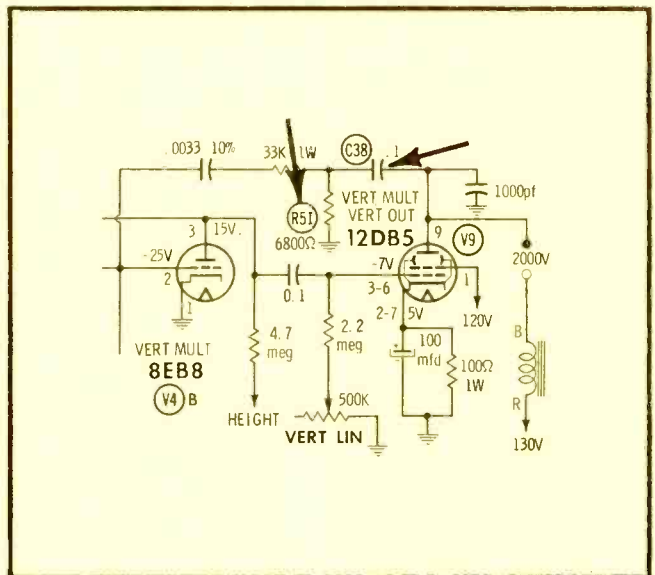 .0033 10%
33K 1W
C38
.1
R51
6800Ω
VERT MULT
VERT OUT
12DB5
V9
1000pf
3
15V.
-25V
2
1
0.1
-7V
3-6
9
1
2000V
120V
2-7
5V
VERT MULT
8EB8
V4 B
4.7
meg
2.2
meg
100
mfd
100Ω
1W
B
R
HEIGHT
500K
VERT LIN
130V